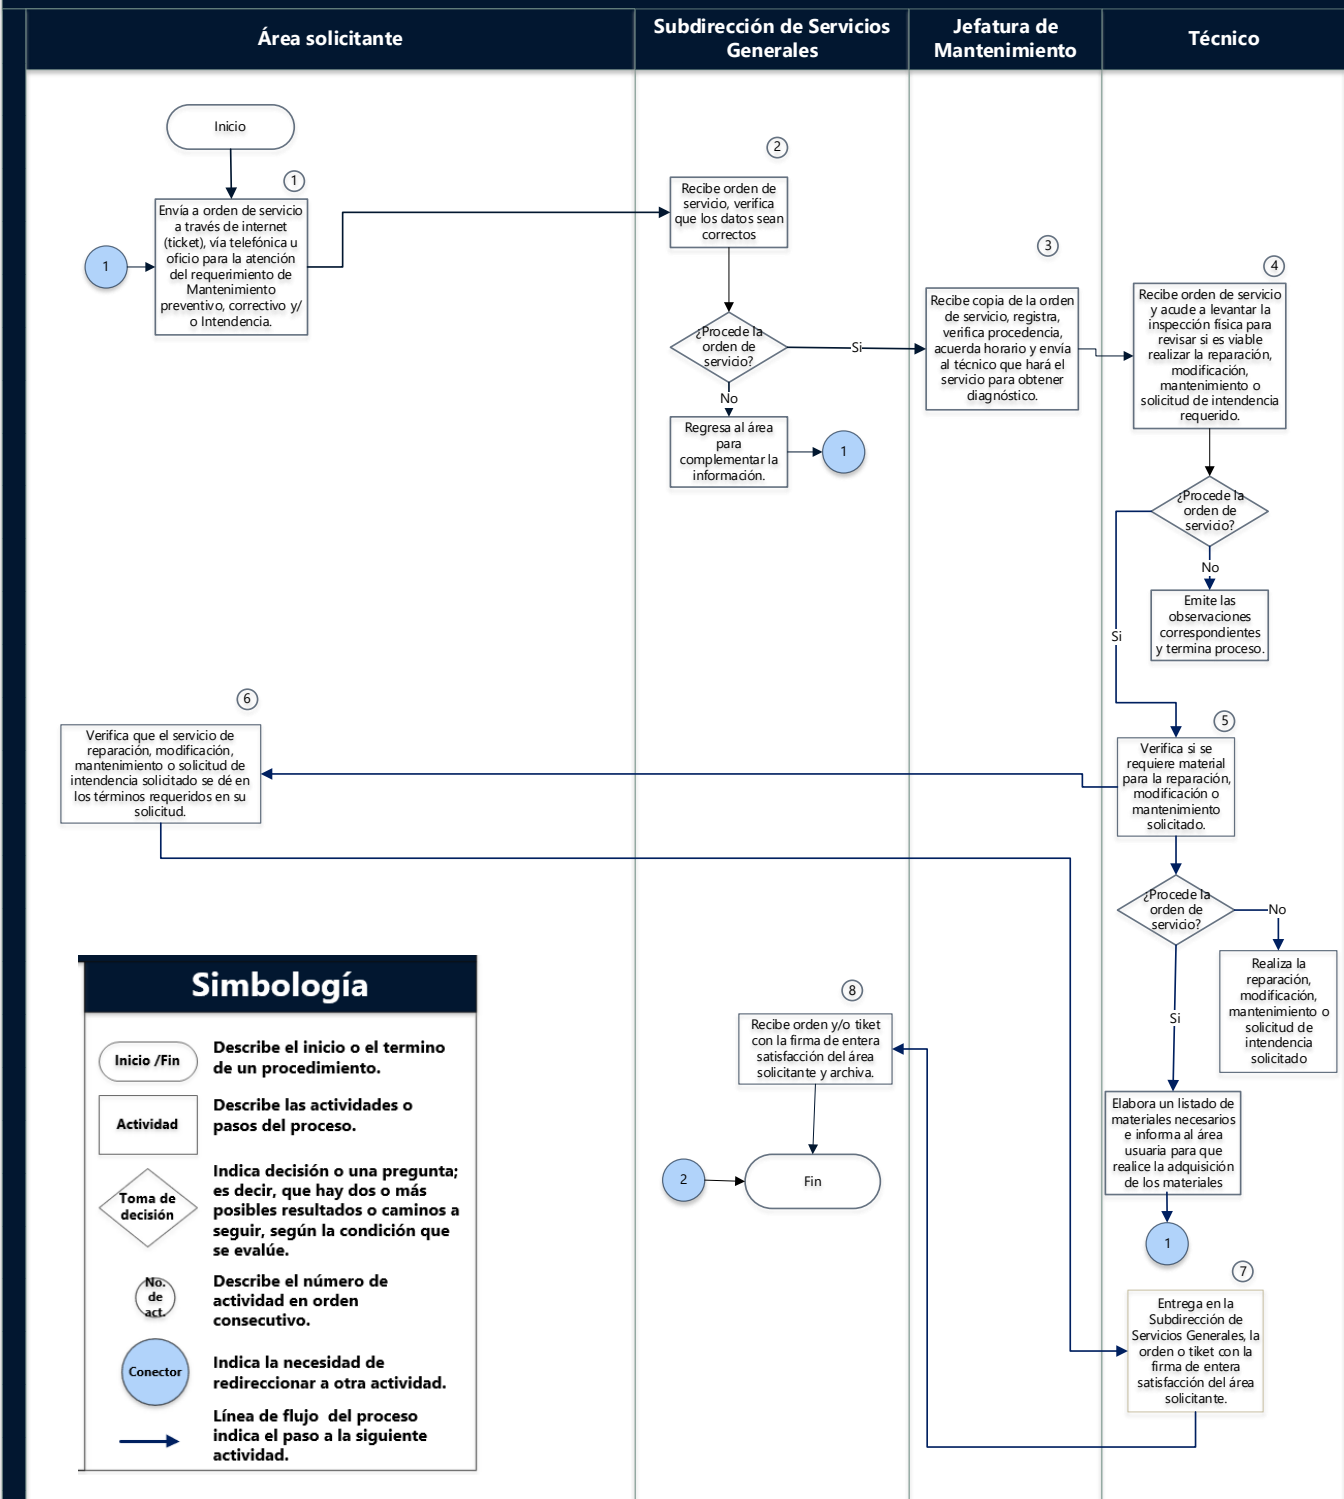 Área solicitante
Subdirección de Servicios
Generales
Jefatura de
Mantenimiento
Técnico
Inicio
1
Envía a orden de servicio
a través de internet
(ticket), vía telefónica u
oficio para la atención
del requerimiento de
Mantenimiento
preventivo, correctivo y/
o Intendencia.
1
2
Recibe orden de
servicio, verifica
que los datos sean
correctos
¿Procede la
orden de
servicio?
Si
No
Regresa al área
para
complementar la
información.
1
3
Recibe copia de la orden
de servicio, registra,
verifica procedencia,
acuerda horario y envía
al técnico que hará el
servicio para obtener
diagnóstico.
4
Recibe orden de servicio
y acude a levantar la
inspección física para
revisar si es viable
realizar la reparación,
modificación,
mantenimiento o
solicitud de intendencia
requerido.
¿Procede la
orden de
servicio?
No
Emite las
observaciones
correspondientes
y termina proceso.
Si
5
Verifica si se
requiere material
para la reparación,
modificación o
mantenimiento
solicitado.
6
Verifica que el servicio de
reparación, modificación,
mantenimiento o solicitud de
intendencia solicitado se dé en
los términos requeridos en su
solicitud.
¿Procede la
orden de
servicio?
No
Realiza la
reparación,
modificación,
mantenimiento o
solicitud de
intendencia
solicitado
Si
Elabora un listado de
materiales necesarios
e informa al área
usuaria para que
realice la adquisición
de los materiales
1
7
Entrega en la
Subdirección de
Servicios Generales, la
orden o tiket con la
firma de entera
satisfacción del área
solicitante.
8
Recibe orden y/o tiket
con la firma de entera
satisfacción del área
solicitante y archiva.
2
Fin
Simbología
Inicio /Fin
Describe el inicio o el termino
de un procedimiento.
Actividad
Describe las actividades o
pasos del proceso.
Toma de
decisión
Indica decisión o una pregunta;
es decir, que hay dos o más
posibles resultados o caminos a
seguir, según la condición que
se evalúe.
No.
de
act.
Describe el número de
actividad en orden
consecutivo.
Conector
Indica la necesidad de
redireccionar a otra actividad.
Línea de flujo  del proceso
indica el paso a la siguiente
actividad.